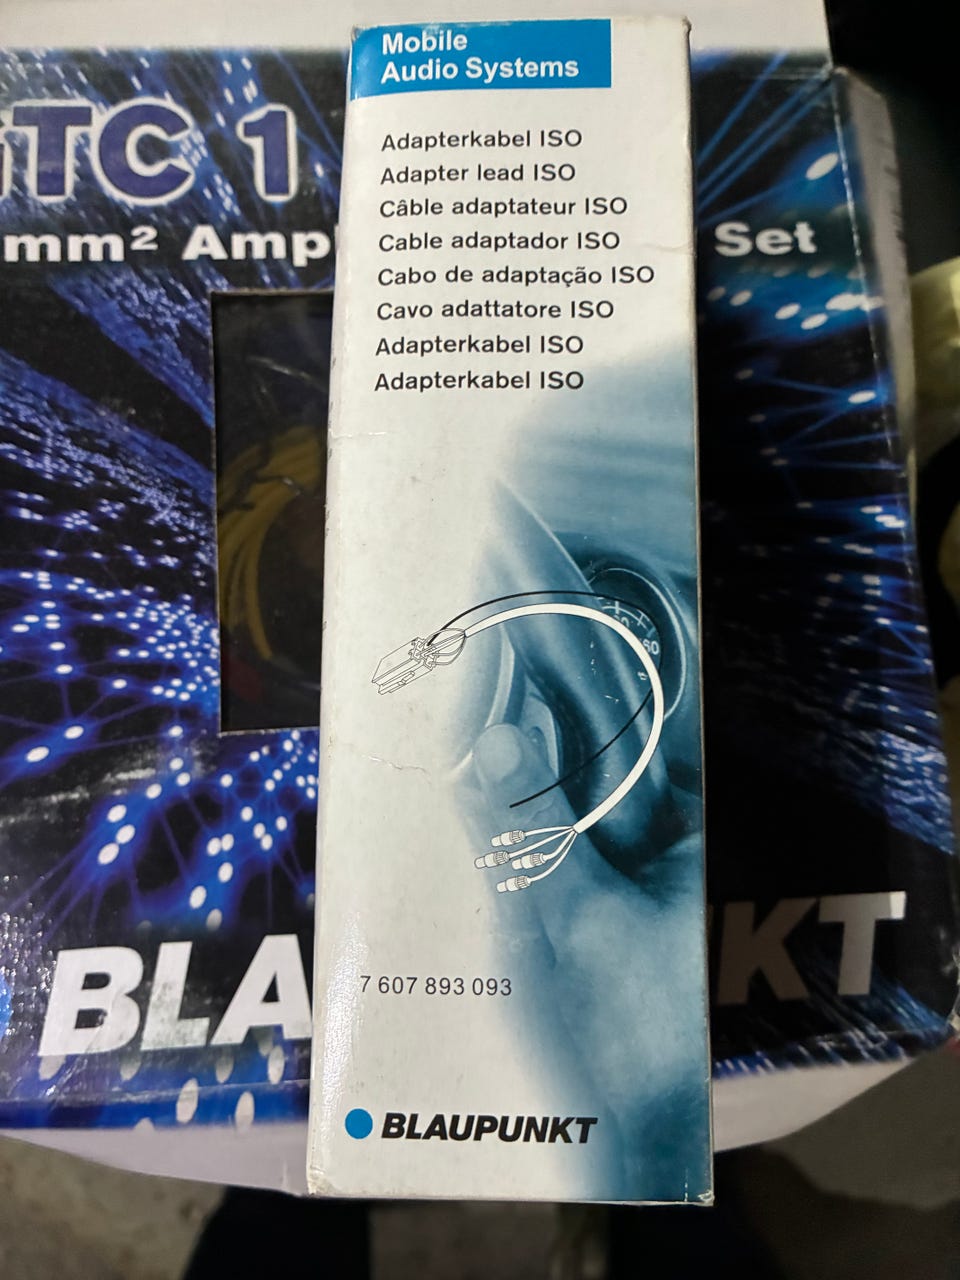 Mobile
Audio Systems
Adapterkabel ISO
Adapter lead ISO
Câble adaptateur ISO
Cable adaptador ISO
Cabo de adaptação ISO
Cavo adattatore ISO
Adapterkabel ISO
Adapterkabel ISO
60
7 607 893 093
BLAUPUNKT
TC 1
mm² Amp
Set
BLA
KT